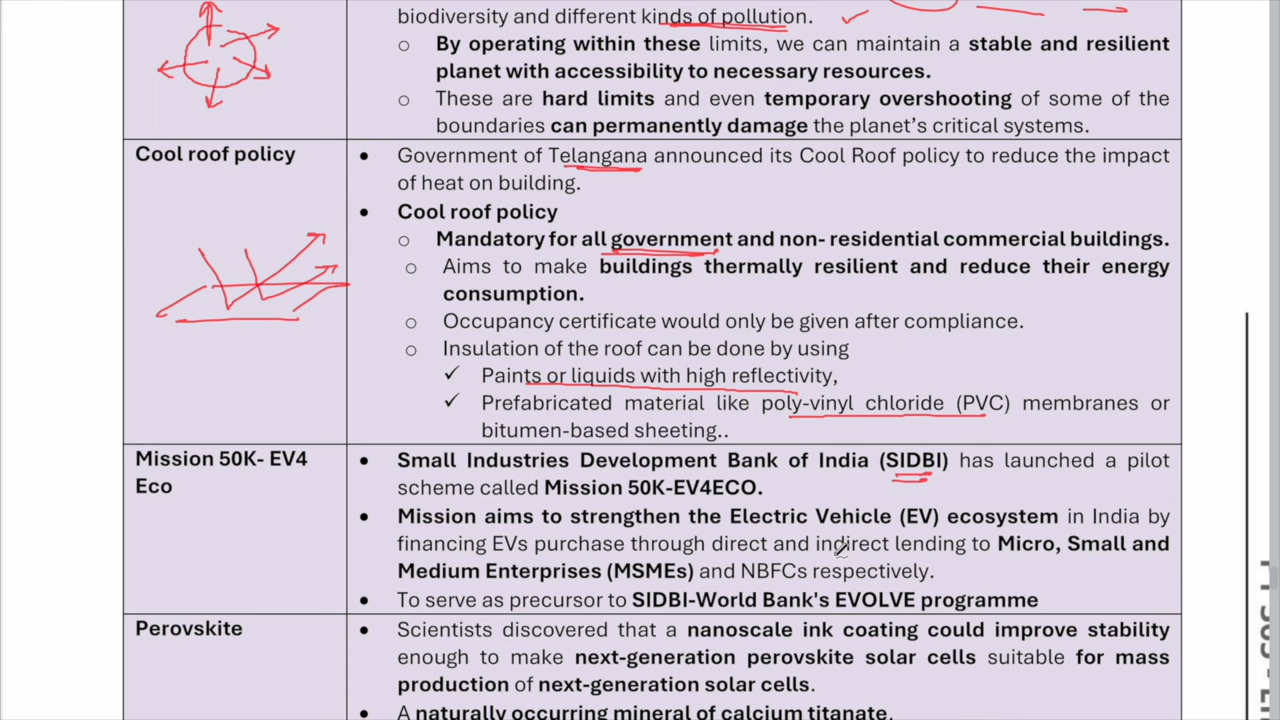 biodiversity and different kinds of pollution.
o By operating within these limits, we can maintain a stable and resilient
planet with accessibility to necessary resources.
o These are hard limits and even temporary overshooting of some of the
boundaries can permanently damage the planet's critical systems.
Cool roof policy
• Government of Telangana announced its Cool Roof policy to reduce the impact
of heat on building.
• Cool roof policy
o Mandatory for all government and non- residential commercial buildings.
o Aims to make buildings thermally resilient and reduce their energy
consumption.
o Occupancy certificate would only be given after compliance.
o Insulation of the roof can be done by using
✓ Paints or liquids with high reflectivity,
✓ Prefabricated material like poly-vinyl chloride (PVC) membranes or
bitumen-based sheeting..
Mission 50K- EV4
Eco
• Small Industries Development Bank of India (SIDBI) has launched a pilot
scheme called Mission 50K-EV4ECO.
• Mission aims to strengthen the Electric Vehicle (EV) ecosystem in India by
financing EVs purchase through direct and indirect lending to Micro, Small and
Medium Enterprises (MSMEs) and NBFCs respectively.
• To serve as precursor to SIDBI-World Bank's EVOLVE programme
Perovskite
• Scientists discovered that a nanoscale ink coating could improve stability
enough to make next-generation perovskite solar cells suitable for mass
production of next-generation solar cells.
• A naturally occurring mineral of calcium titanate.